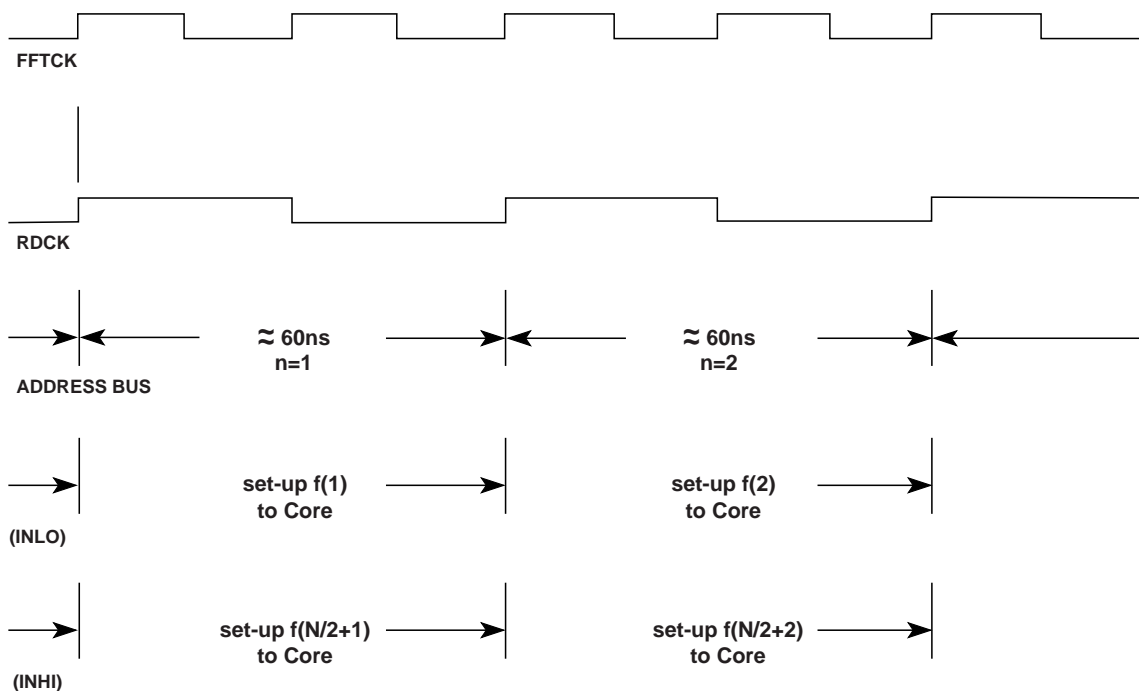 FFTCK
RDCK
≈ 60ns
n=1
≈ 60ns
n=2
ADDRESS BUS
set-up f(1)
to Core
set-up f(2)
to Core
(INLO)
set-up f(N/2+1)
to Core
set-up f(N/2+2)
to Core
(INHI)